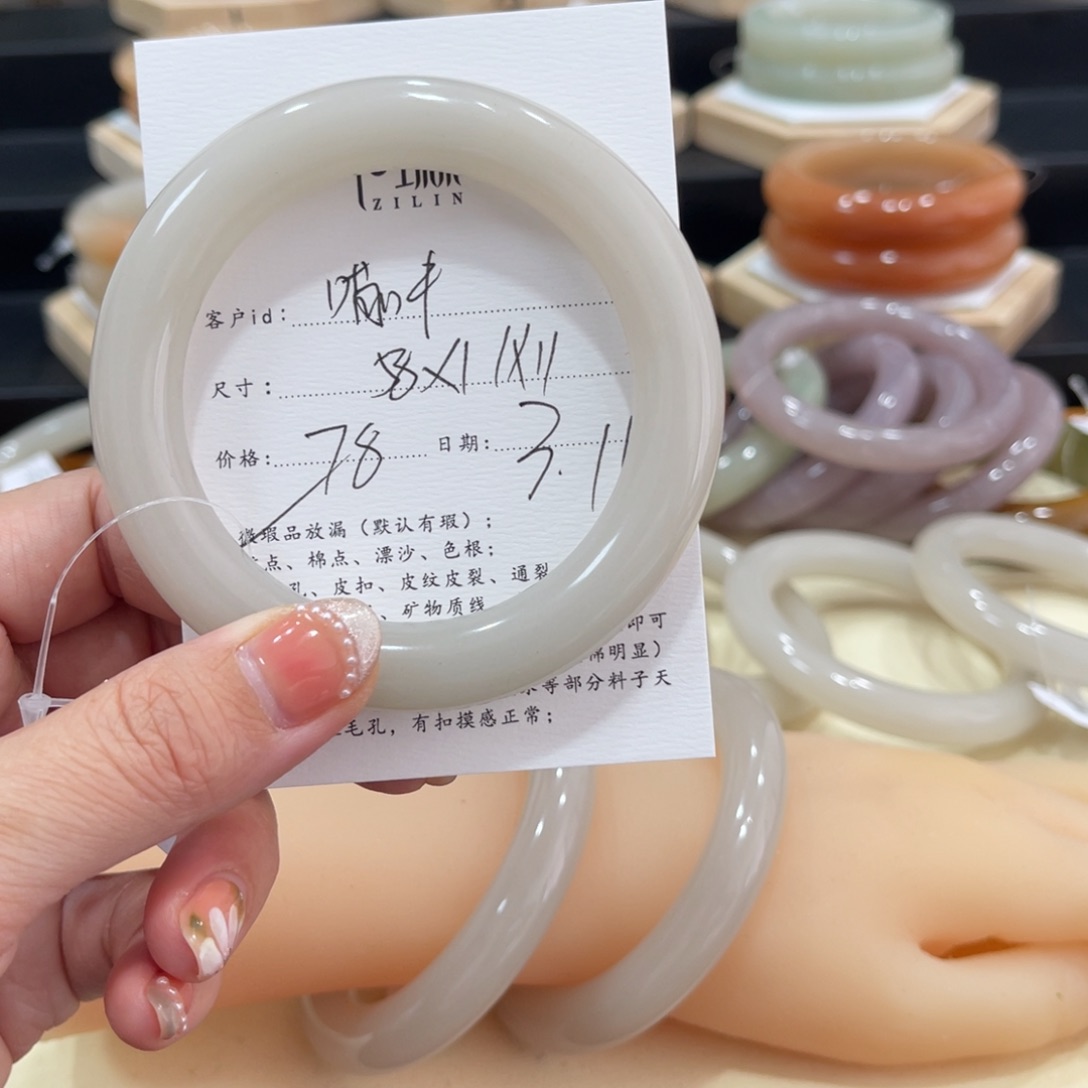 ZILIN
客户id：喵
尺寸：58X11X11
价格：78 日期：3.11
微瑕品放漏（默认有瑕）；
点、棉点、漂沙、色根；
孔、皮扣、皮纹皮裂、通裂
、矿物质线
即可
棉明显）
等部分料子天
毛孔，有扣摸感正常；